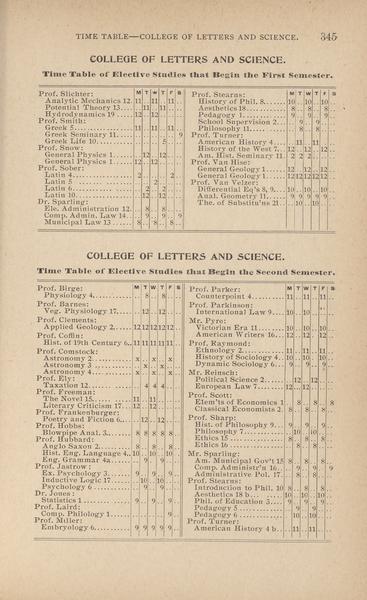 TIME TABLE—COLLEGE OF LETTERS AND SCIENCE. 345
COLLEGE OF LETTERS AND SCIENCE.
Time Table of Elective Studies that Begin the First Semester.
M T W T F S
Prof. Slichter:
Analytic Mechanics 12. 11 .. 11 .. 11 ..
Potential Theory 13... .. 11 .. 11 .. ..
Hydrodynamics 19 ... 12 .. 12
Prof. Smith:
Greek 5 11 .. 11 .. 11 ..
Greek Seminary 11 9
Greek Life 10 5
Prof. Snow:
General Physics 1 12 .. 12
General Physics 1 12 .. 12
Prof. Sober:
Latin 4 2 .. 2
Latin 5 2
Latin 6 2 .. 2
Latin 10 12 .. 12
Dr. Sparling:
Ele. Administration 12 8 .. 8
Comp. Admin. Law 14 9 .. 9 .. 9
Municipal Law 13 8 .. 8 .. 8
M T W T F S
Prof. Stearns:
History of Phil. 8 10 .. 10 .. 10
Aesthetics 18 8 .. 8 .. 8
Pedagogy 1 9 .. 9 .. 9
School Supervision 2 9 .. 9
Philosophy 11 8 .. 8
Prof. Turner:
American History 4 11 .. 11
History of the West 7 12 .. 12 .. 12
Am. Hist. Seminary 11 2 2 2
Prof. Van Hise:
General Geology 1 12 .. 12 .. 12
General Geology 1 12 12 12 12 12
Prof. Van Velzer:
Differential Eq's 8, 9 10 .. 10 .. 10
Anal. Geometry 11 9 9 9 9 9
The. of Substit'ns 21 10 .. 10
COLLEGE OF LETTERS AND SCIENCE.
Time Table of Elective Studies that Begin the Second Semester.
M T W T F S
Prof. Birge:
Physiology 4 8 .. 8
Prof. Barnes:
Veg. Physiology 17 12 .. 12
Prof. Clements:
Applied Geology 2 12 12 12 12 12
Prof. Coffin:
Hist. of 19th Century 6 11 11 11 11 11
Prof. Comstock:
Astronomy 2 x .. x .. x
Astronomy 3 x .. x
Astronomy 4 x .. x .. x
Prof. Ely:
Taxation 12 4 4 4
Prof. Freeman:
The Novel 15 11 .. 11
Literary Criticism 17 12 .. 12
Prof. Frankenburger:
Poetry and Fiction 6 12 .. 12
Prof. Hobbs:
Blowpipe Anal. 3 8 8 8 8 8
Prof. Hubbard:
Anglo Saxon 2 8 .. 8 .. 8
Hist. Eng. Language 4 10 .. 10 .. 10
Eng. Grammar 4a 9 .. 9
Prof. Jastrow:
Ex. Psychology 3 9 .. 9 .. 9
Inductive Logic 17 10 .. 10
Psychology 6 9 .. 9
Dr. Jones:
Statistics 1 9 .. 9 .. 9
Prof. Laird:
Comp. Philology 1 9
Prof. Miller:
Embryology 6 9 9 9 9 9
M T W T F S
Prof. Parker:
Counterpoint 4 11 .. 11 .. 11
Prof. Parkinson:
International Law 9 10 .. 10
Mr. Pyre:
Victorian Era 11 10 .. 10 .. 10
American Writers 16 12 .. 12 .. 12
Prof. Raymond:
Ethnology 2 11 .. 11 .. 11
History of Sociology 4 10 .. 10 .. 10
Dynamic Sociology 6 9 .. 9 .. 9
Mr. Reinsch:
Political Science 2 12 .. 12
European Law 7 12 .. 12 .. 12
Prof. Scott:
Elem'ts of Economics 1 8 .. 8 .. 8
Classical Economists 2 8 .. 8 .. 8
Prof. Sharp:
Hist. of Philosophy 9 9 .. 9 .. 9
Philosophy 7 10 .. 10
Ethics 15 8 .. 8 .. 8
Ethics 16 8 .. 8
Mr. Sparling:
Am. Municipal Gov't 15 8 .. 8 .. 8
Comp. Administr'n 16 9 .. 9 .. 9
Administrative Pol. 17 8 .. 8
Prof. Stearns:
Introduction to Phil. 10 8 .. 8 .. 8
Aesthetics 18 b 10 .. 10 .. 10
Phil. of Education 3 9 .. 9 .. 9
Pedagogy 5 9 .. 9
Pedagogy 6 10 .. 10
Prof. Turner:
American History 4 b 11 .. 11